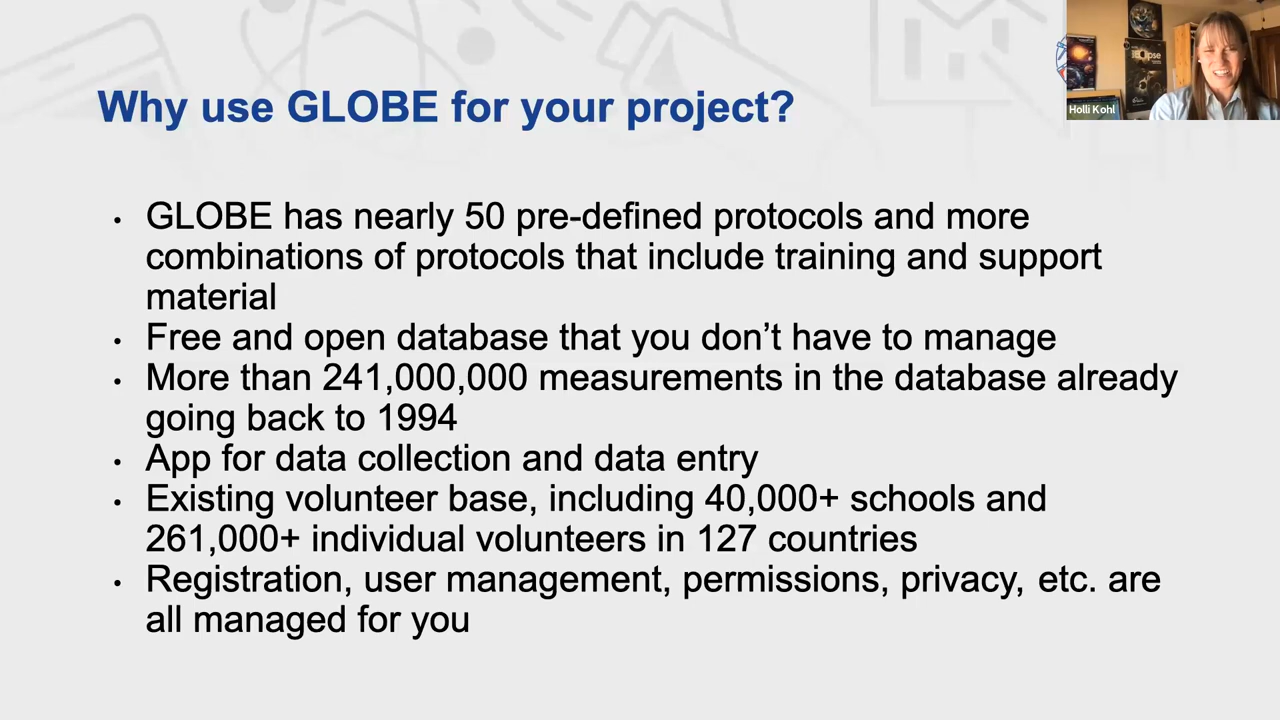 Why use GLOBE for your project?
Holli Kohl
• GLOBE has nearly 50 pre-defined protocols and more
combinations of protocols that include training and support
material
• Free and open database that you don’t have to manage
• More than 241,000,000 measurements in the database already
going back to 1994
• App for data collection and data entry
• Existing volunteer base, including 40,000+ schools and
261,000+ individual volunteers in 127 countries
• Registration, user management, permissions, privacy, etc. are
all managed for you